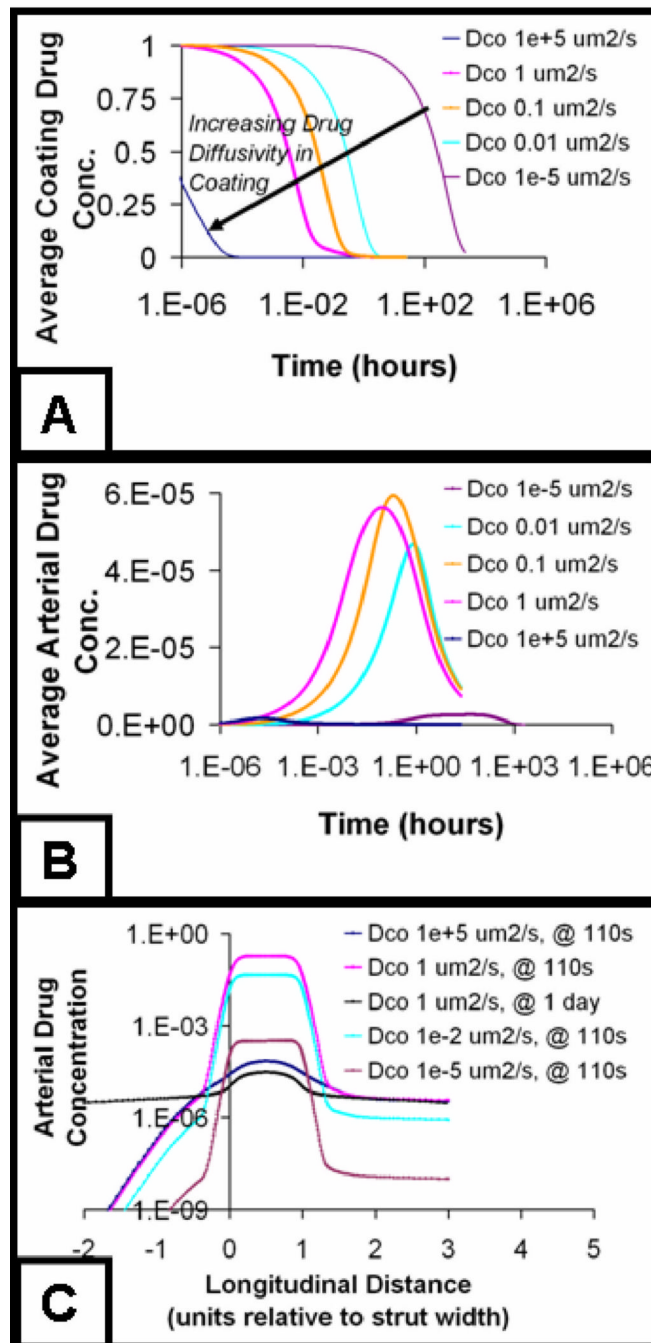 Average Coating Drug
Conc.
1
0.75
0.5
0.25
0
Increasing Drug
Diffusivity in
Coating
Dco 1e+5 um2/s
Dco 1 um2/s
Dco 0.1 um2/s
Dco 0.01 um2/s
Dco 1e-5 um2/s
1.E-06 1.E-02 1.E+02 1.E+06
Time (hours)
A
Average Arterial Drug
Conc.
6.E-05
4.E-05
2.E-05
0.E+00
Dco 1e-5 um2/s
Dco 0.01 um2/s
Dco 0.1 um2/s
Dco 1 um2/s
Dco 1e+5 um2/s
1.E-06 1.E-03 1.E+00 1.E+03 1.E+06
Time (hours)
B
Arterial Drug
Concentration
1.E+00
1.E-03
1.E-06
1.E-09
Dco 1e+5 um2/s, @ 110s
Dco 1 um2/s, @ 110s
Dco 1 um2/s, @ 1 day
Dco 1e-2 um2/s, @ 110s
Dco 1e-5 um2/s, @ 110s
-2 -1 0 1 2 3 4 5
Longitudinal Distance
(units relative to strut width)
C